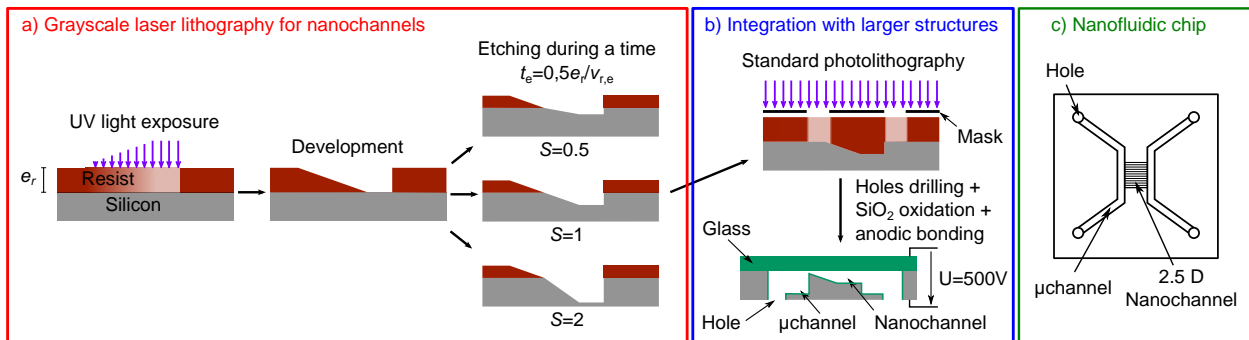 a) Grayscale laser lithography for nanochannels
UV light exposure
eᵣ
Resist
Silicon
Development
Etching during a time
tₑ=0,5eᵣ/vᵣ,ₑ
S=0.5
S=1
S=2
b) Integration with larger structures
Standard photolithography
Mask
Holes drilling +
SiO₂ oxidation +
anodic bonding
Glass
U=500V
Hole
µchannel
Nanochannel
c) Nanofluidic chip
Hole
µchannel
2.5 D
Nanochannel